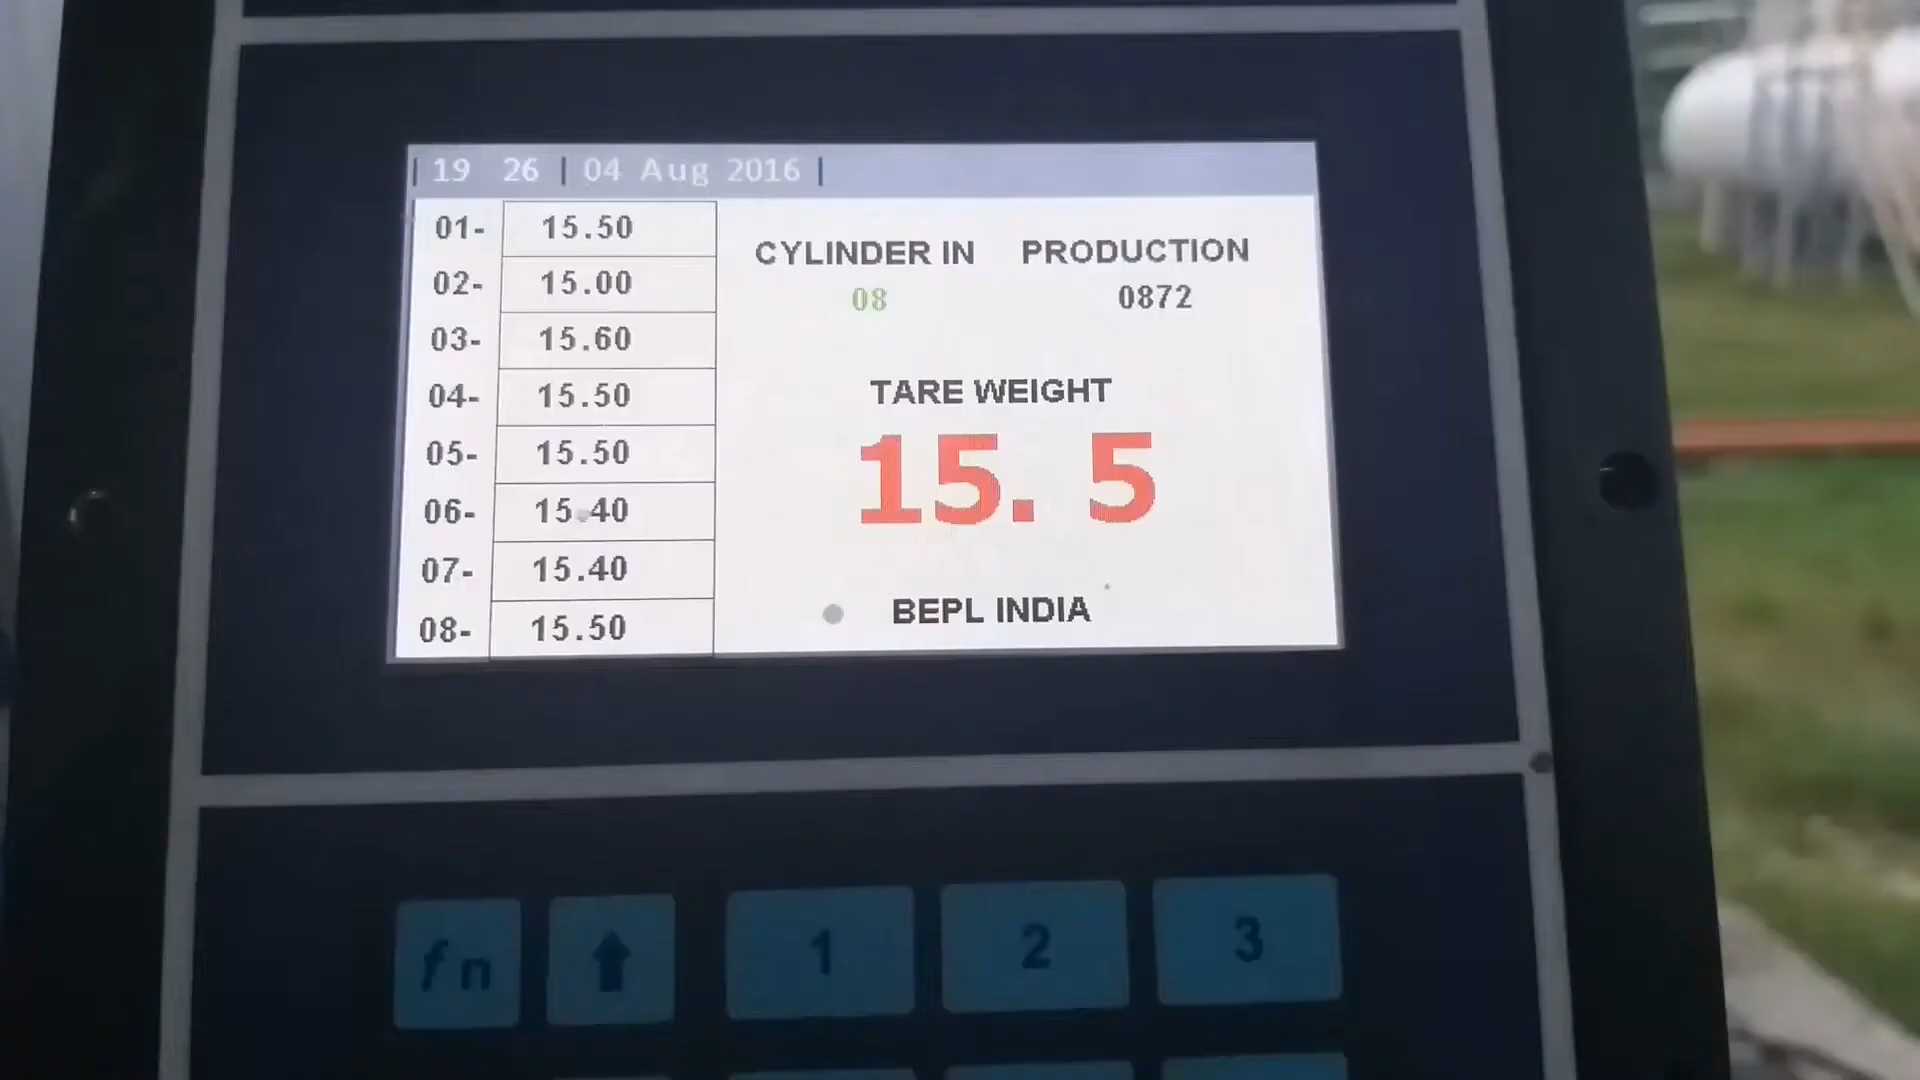 | 19 26 | 04 Aug 2016 |
01- 15.50
02- 15.00
03- 15.60
04- 15.50
05- 15.50
06- 15.40
07- 15.40
08- 15.50
CYLINDER IN PRODUCTION
08 0872
TARE WEIGHT
15. 5
BEPL INDIA
fn 1 2 3